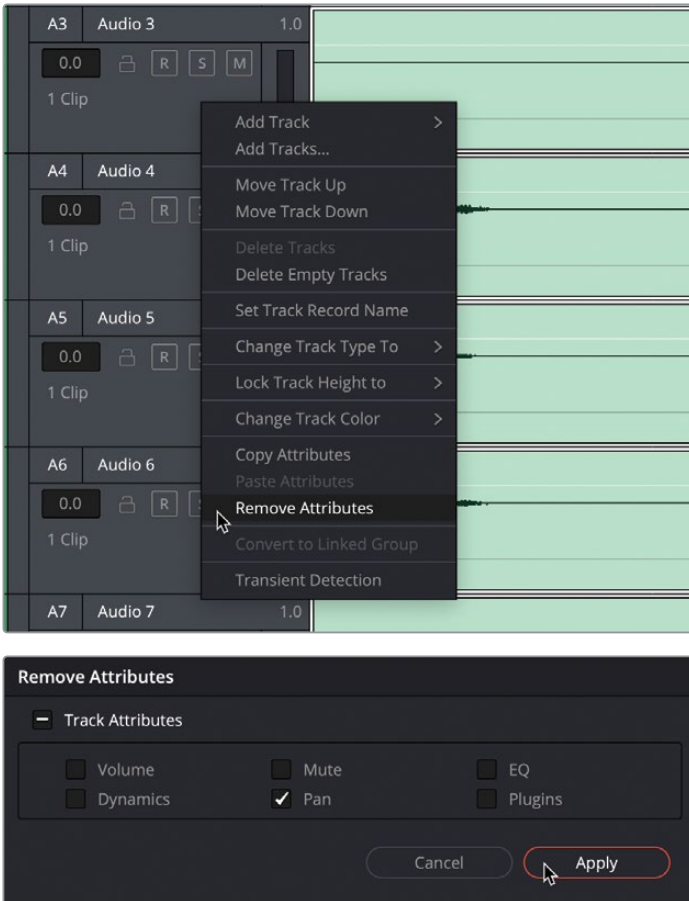 A3 Audio 3 1.0
0.0 R S M
1 Clip
Add Track
Add Tracks...
A4 Audio 4
Move Track Up
0.0 R
Move Track Down
1 Clip
Delete Tracks
Delete Empty Tracks
A5 Audio 5
Set Track Record Name
0.0 R
Change Track Type To
1 Clip
Lock Track Height to
Change Track Color
A6 Audio 6
Copy Attributes
Paste Attributes
0.0 R
Remove Attributes
1 Clip
Convert to Linked Group
Transient Detection
A7 Audio 7 1.0
Remove Attributes
Track Attributes
Volume Mute EQ
Dynamics Pan Plugins
Cancel Apply